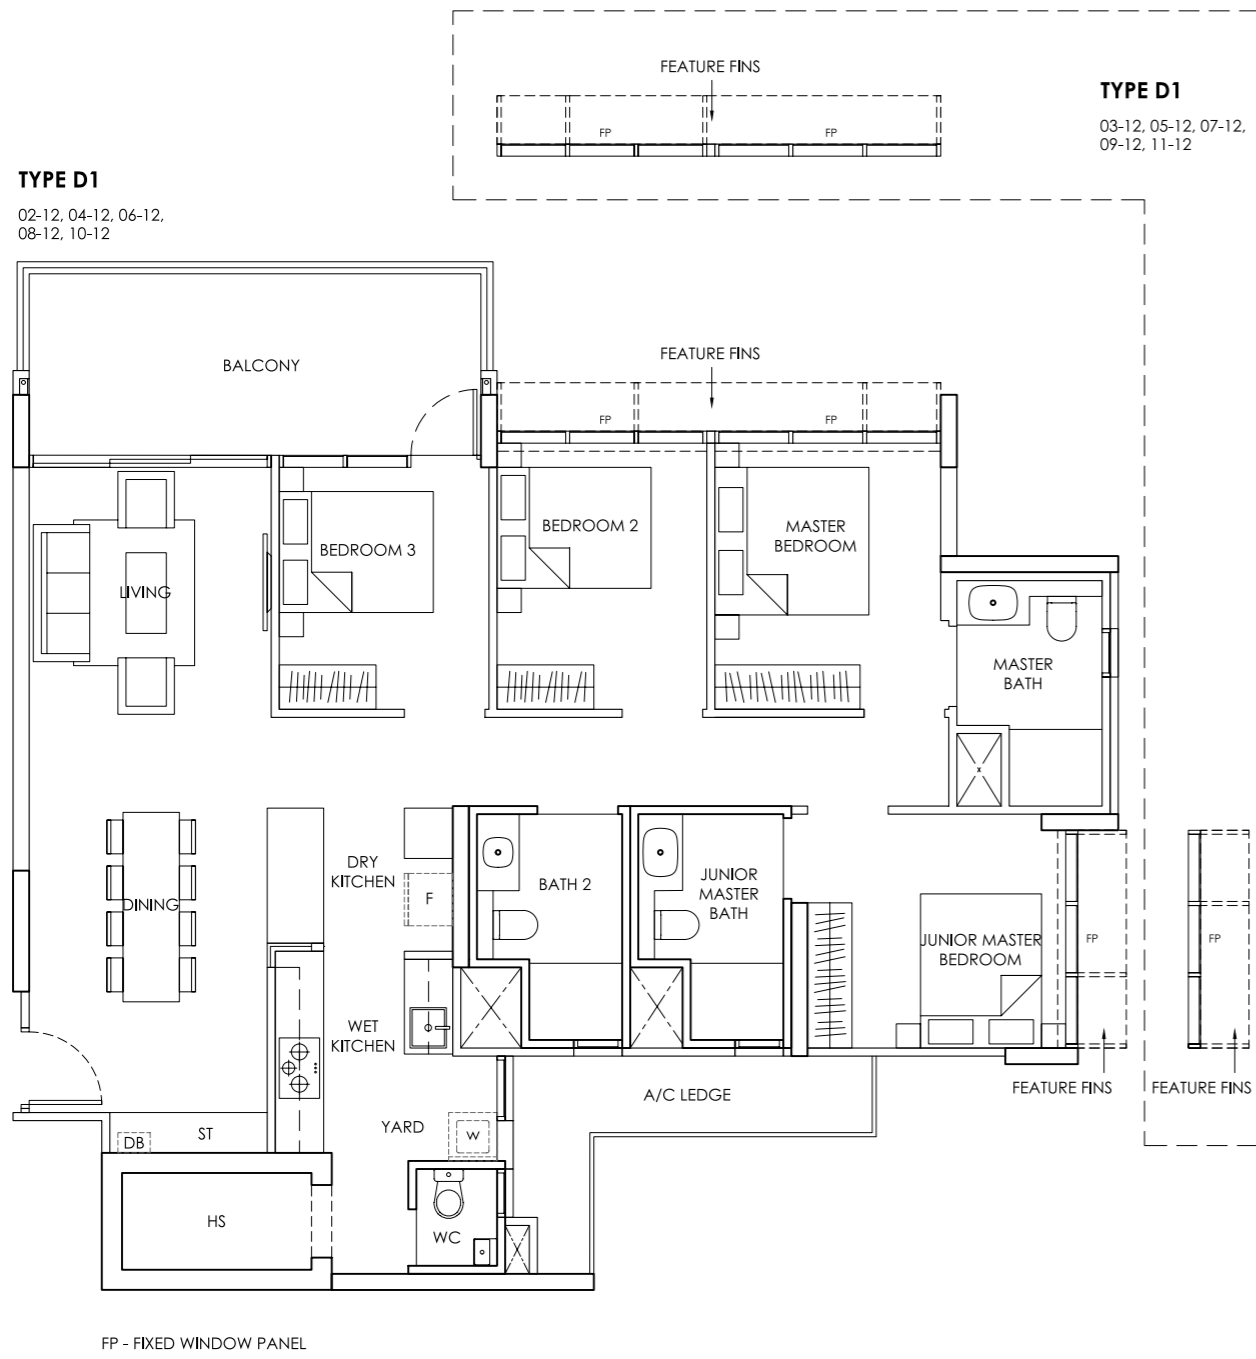 FEATURE FINS
TYPE D1
03-12, 05-12, 07-12,
09-12, 11-12
FP
FP
TYPE D1
02-12, 04-12, 06-12,
08-12, 10-12
FEATURE FINS
BALCONY
FP
FP
BEDROOM 3
BEDROOM 2
MASTER
BEDROOM
LIVING
MASTER
BATH
x
DRY
KITCHEN
F
BATH 2
JUNIOR
MASTER
BATH
DINING
JUNIOR MASTER
BEDROOM
FP
FP
WET
KITCHEN
FEATURE FINS
FEATURE FINS
A/C LEDGE
YARD
W
DB
ST
HS
WC
FP - FIXED WINDOW PANEL